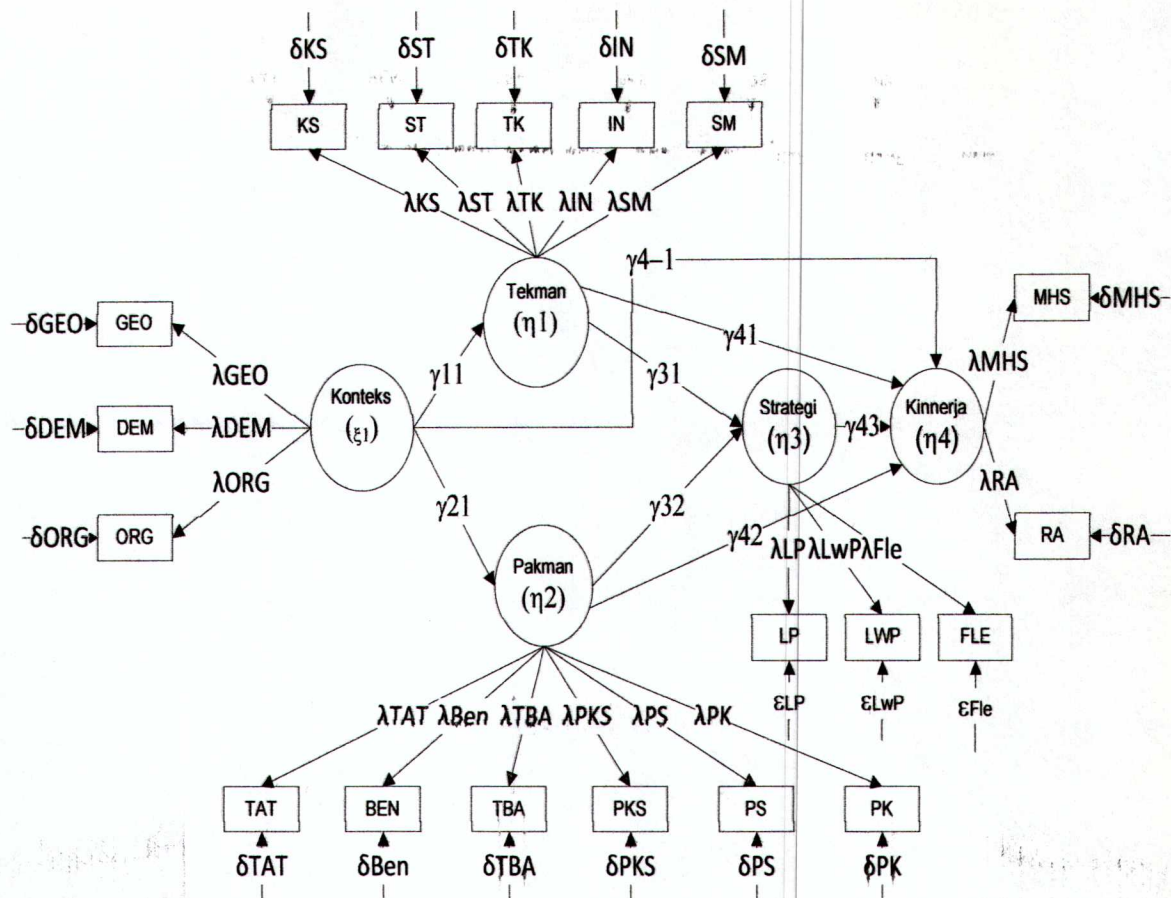 δKS δST δTK δIN δSM
KS ST TK IN SM
λKS λST λTK λIN λSM
γ4–1
Tekman
(η1)
MHS δMHS
δGEO GEO
γ41
λMHS
λGEO
γ11
γ31
Konteks
(ξ1)
Strategi
(η3)
Kinnerja
(η4)
δDEM DEM λDEM
γ43
λORG
λRA
γ21
γ32
δORG ORG
γ42
RA δRA
λLP λLwP λFle
Pakman
(η2)
LP LWP FLE
εLP εLwP εFle
λTAT λBen λTBA λPKS λPS λPK
TAT BEN TBA PKS PS PK
δTAT δBen δTBA δPKS δPS δPK